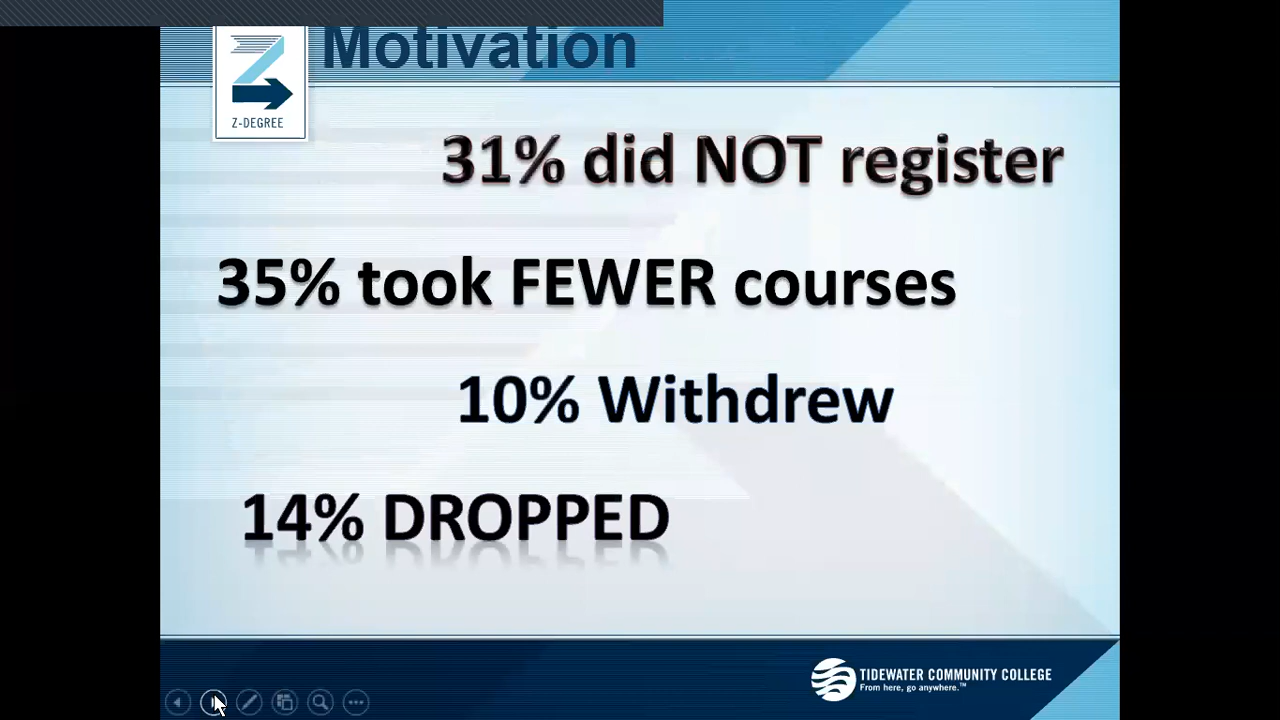 Motivation
Z-DEGREE
31% did NOT register
35% took FEWER courses
10% Withdrew
14% DROPPED
TIDEWATER COMMUNITY COLLEGE
From here, go anywhere.™